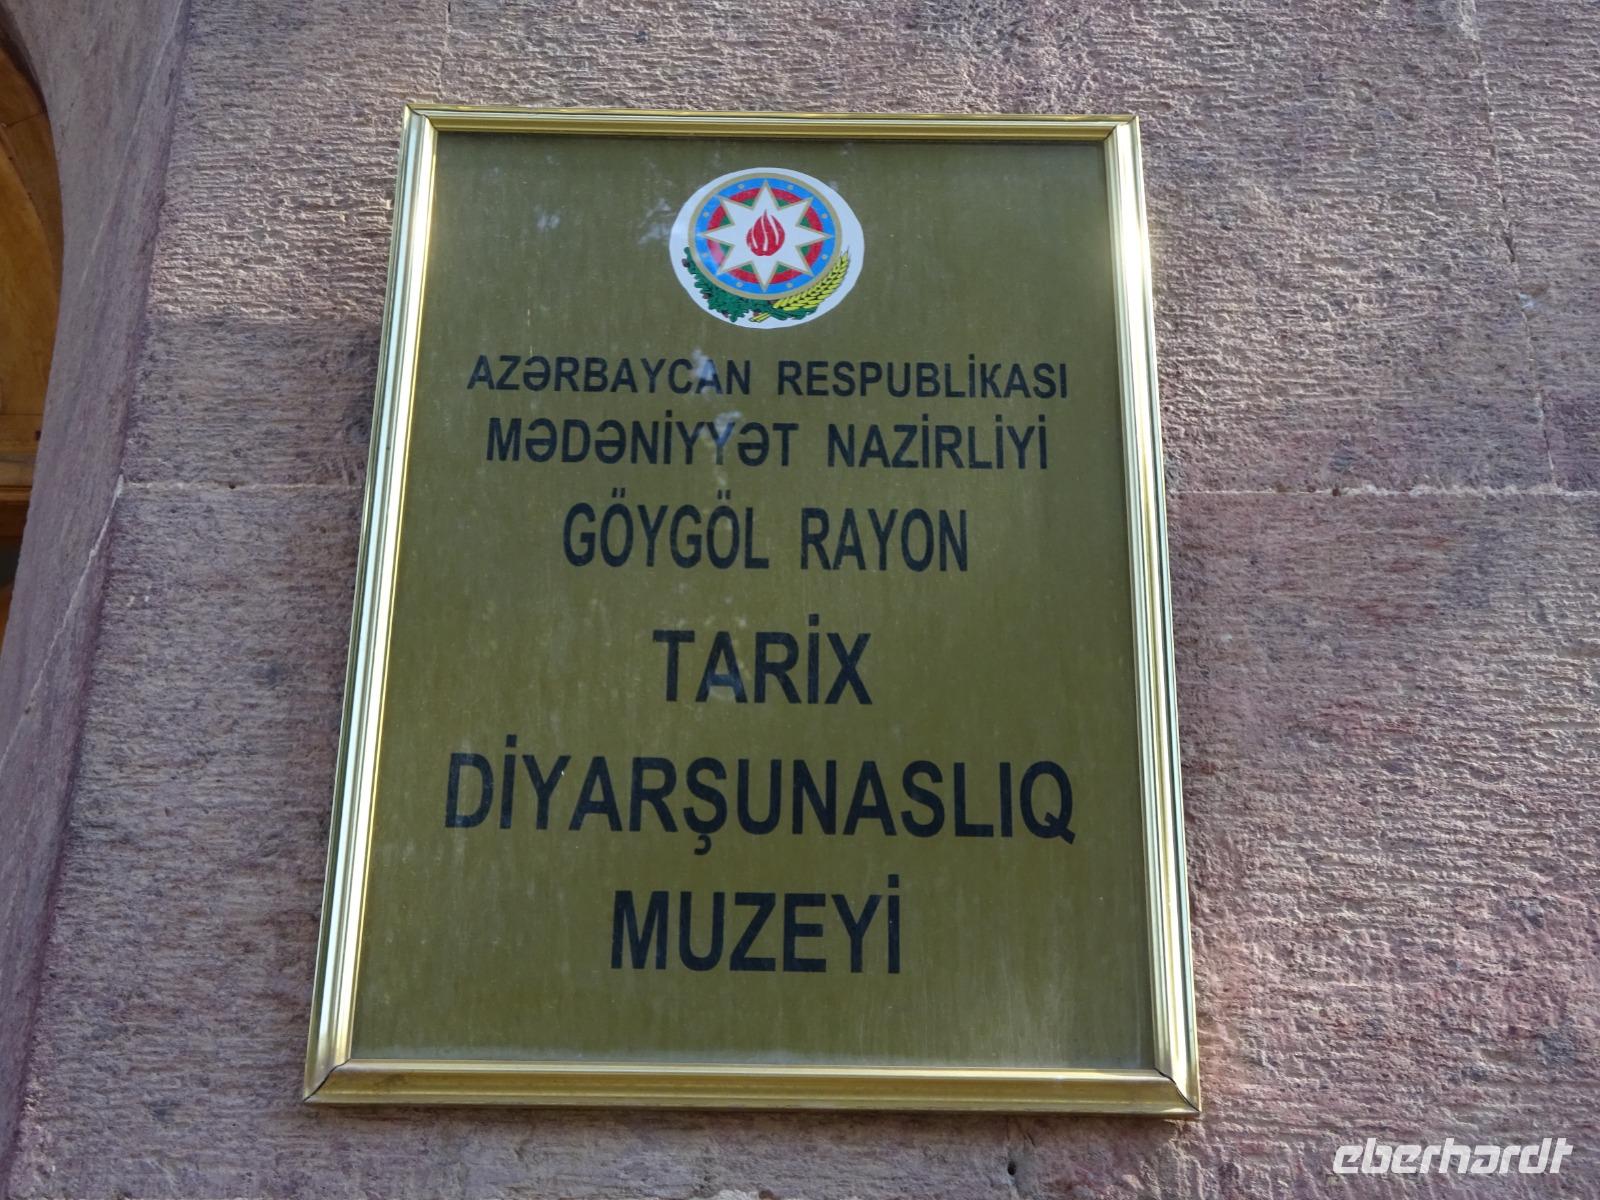 AZƏRBAYCAN RESPUBLİKASI
MƏDƏNİYYƏT NAZİRLİYİ
GÖYGÖL RAYON
TARİX
DİYARŞUNASLIQ
MUZEYİ
eberhardt